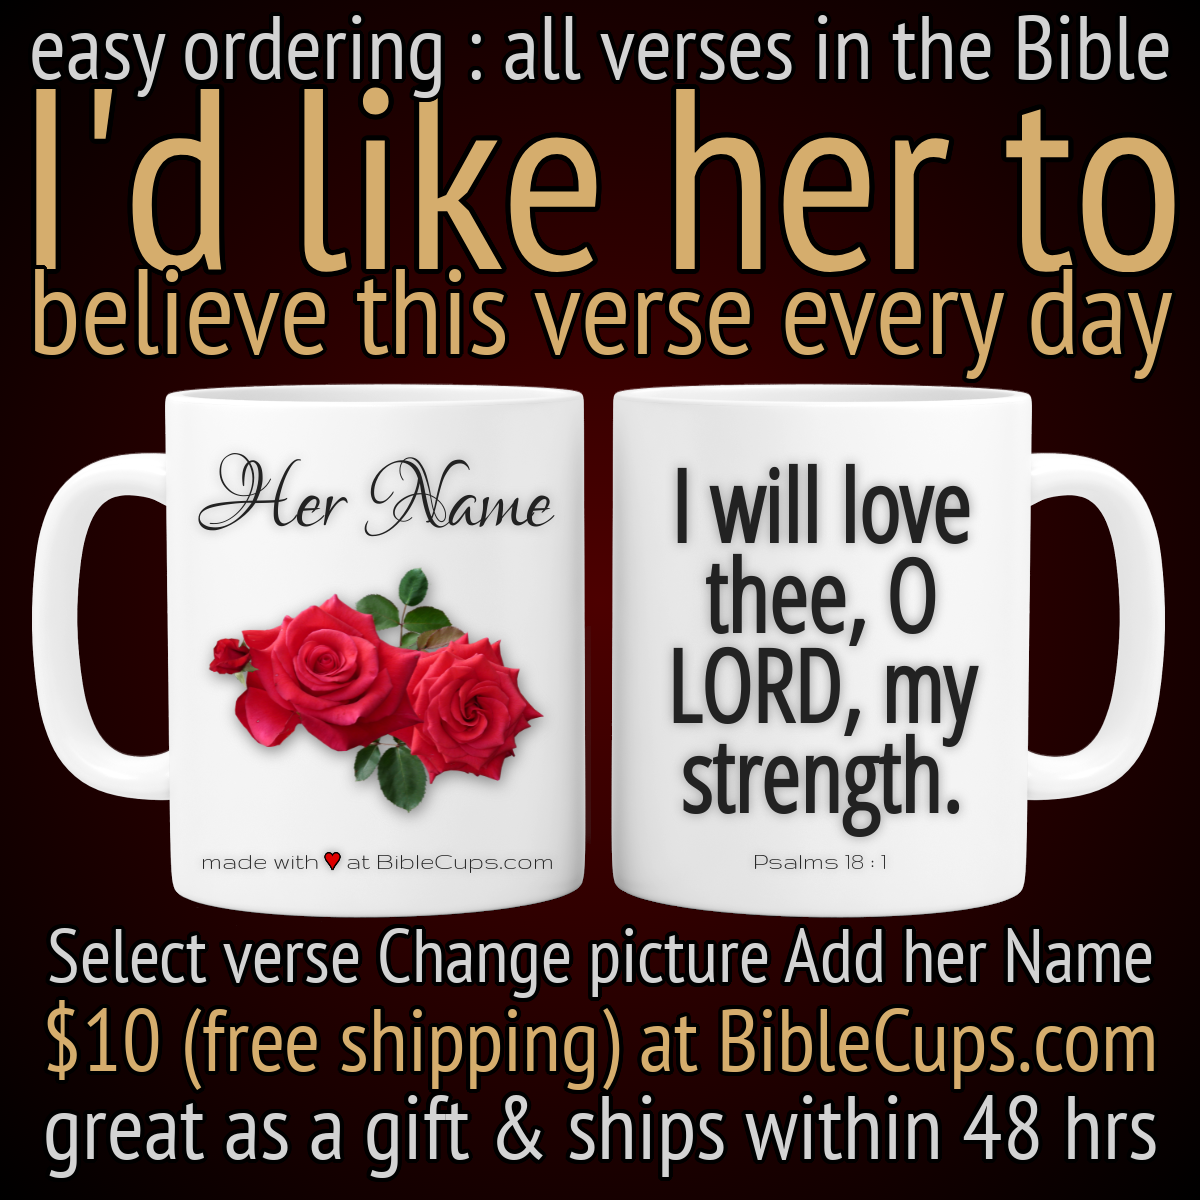 easy ordering : all verses in the Bible
I'd like her to
believe this verse every day
Her Name
made with ♥ at BibleCups.com
I will love
thee, O
LORD, my
strength.
Psalms 18 : 1
Select verse Change picture Add her Name
$10 (free shipping) at BibleCups.com
great as a gift & ships within 48 hrs